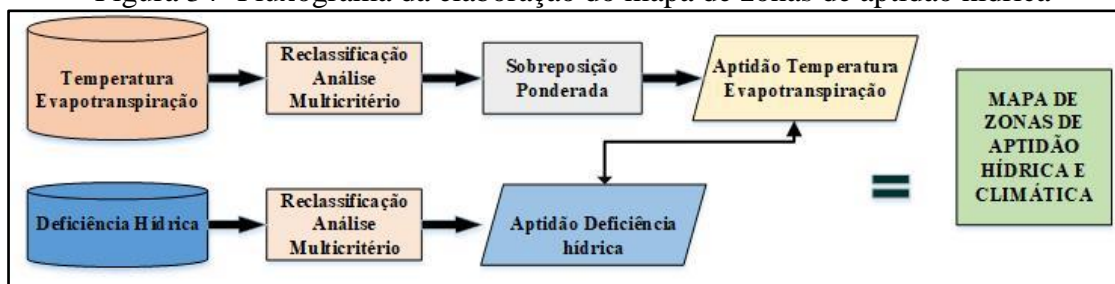 Figura 34- Fluxograma da elaboração do mapa de zonas de aptidão hídrica
Temperatura
Evapotranspiração
Reclassificação
Análise
Multicritério
Sobreposição
Ponderada
Aptidão Temperatura
Evapotranspiração
MAPA DE
ZONAS DE
APTIDÃO
HÍDRICA E
CLIMÁTICA
Deficiência Hídrica
Reclassificação
Análise
Multicritério
Aptidão Deficiência
hídrica
=